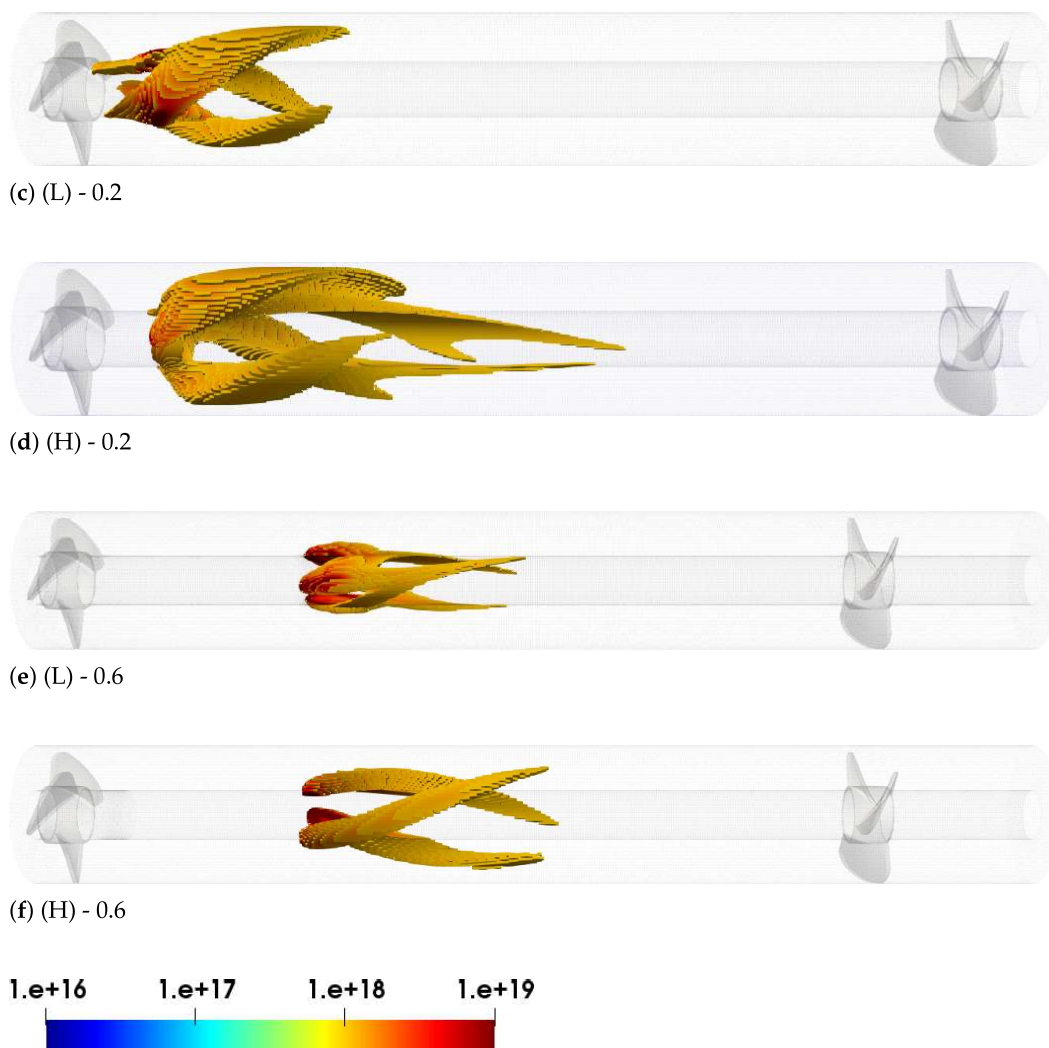 (c) (L) - 0.2
(d) (H) - 0.2
(e) (L) - 0.6
(f) (H) - 0.6
1.e+16 1.e+17 1.e+18 1.e+19